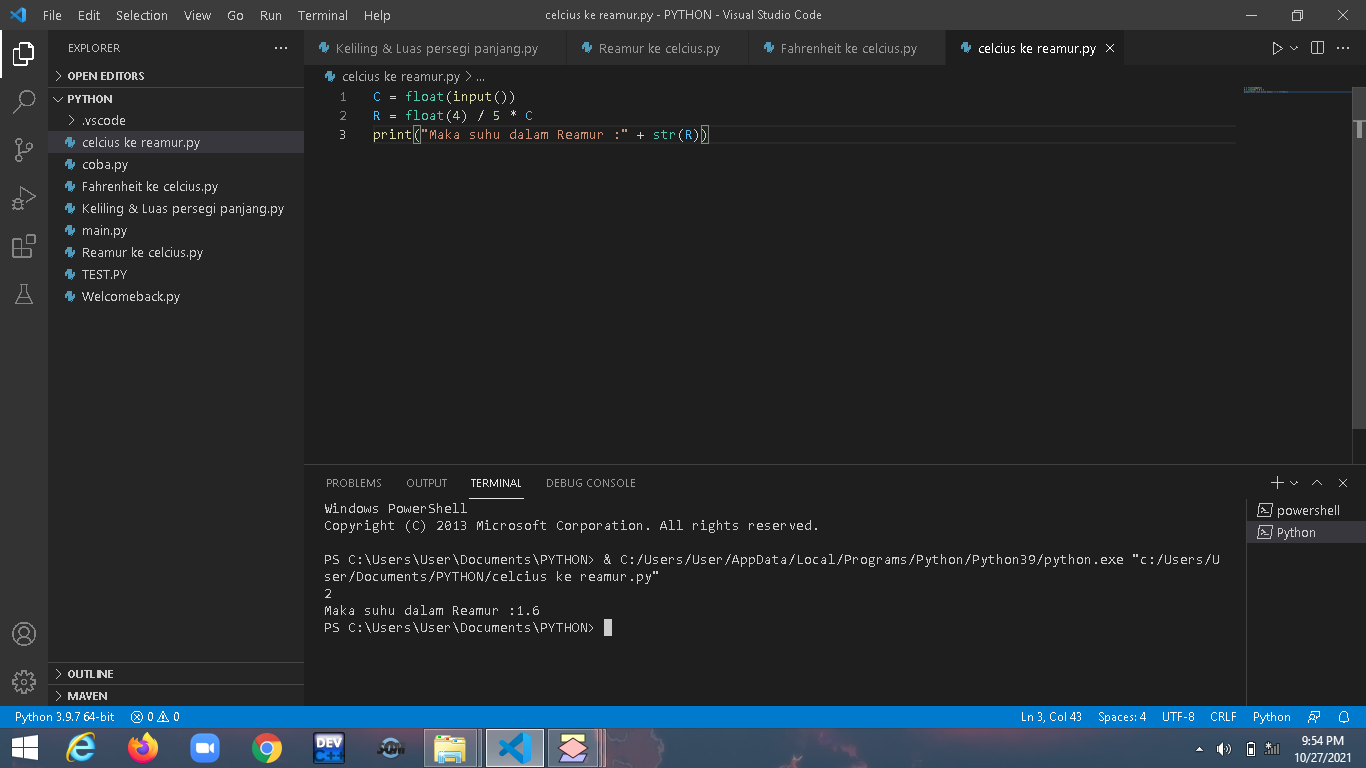 File Edit Selection View Go Run Terminal Help
celcius ke reamur.py - PYTHON - Visual Studio Code
EXPLORER
OPEN EDITORS
PYTHON
.vscode
celcius ke reamur.py
coba.py
Fahrenheit ke celcius.py
Keliling & Luas persegi panjang.py
main.py
Reamur ke celcius.py
TEST.PY
Welcomeback.py
OUTLINE
MAVEN
Keliling & Luas persegi panjang.py
Reamur ke celcius.py
Fahrenheit ke celcius.py
celcius ke reamur.py
celcius ke reamur.py > ...
1 C = float(input())
2 R = float(4) / 5 * C
3 print("Maka suhu dalam Reamur :" + str(R))
PROBLEMS OUTPUT TERMINAL DEBUG CONSOLE
Windows PowerShell
Copyright (C) 2013 Microsoft Corporation. All rights reserved.
PS C:\Users\User\Documents\PYTHON> & C:/Users/User/AppData/Local/Programs/Python/Python39/python.exe "c:/Users/U
ser/Documents/PYTHON/celcius ke reamur.py"
2
Maka suhu dalam Reamur :1.6
PS C:\Users\User\Documents\PYTHON>
powershell
Python
Python 3.9.7 64-bit 0 0
Ln 3, Col 43 Spaces: 4 UTF-8 CRLF Python
DEV
C++
9:54 PM
10/27/2021